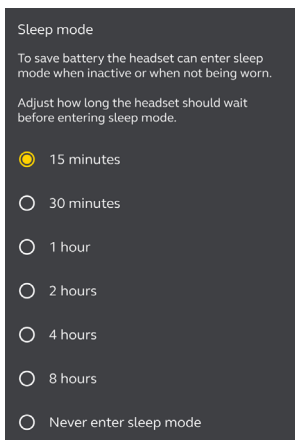 Sleep mode
To save battery the headset can enter sleep
mode when inactive or when not being worn.
Adjust how long the headset should wait
before entering sleep mode.
15 minutes
30 minutes
1 hour
2 hours
4 hours
8 hours
Never enter sleep mode